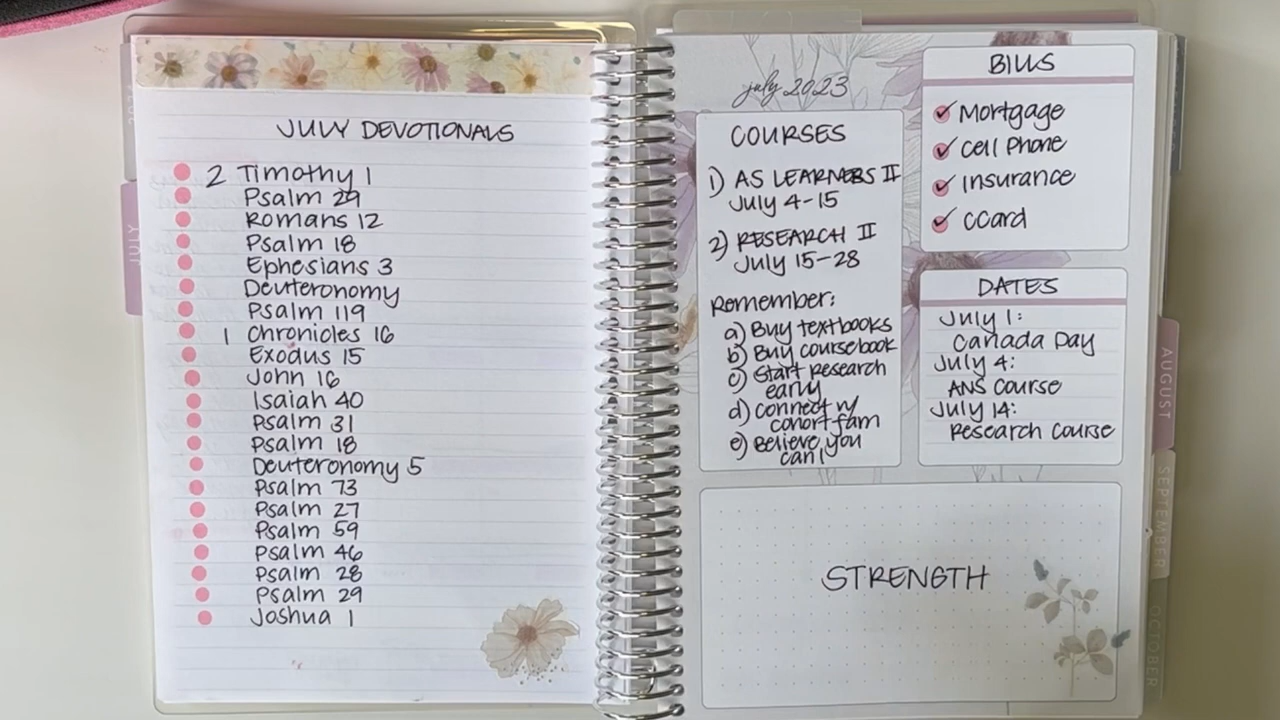 JULY DEVOTIONALS
2 Timothy 1
Psalm 29
Romans 12
Psalm 18
Ephesians 3
Deuteronomy
Psalm 119
1 Chronicles 16
Exodus 15
John 16
Isaiah 40
Psalm 31
Psalm 18
Deuteronomy 5
Psalm 73
Psalm 27
Psalm 59
Psalm 46
Psalm 28
Psalm 29
Joshua 1
JULY
july 2023
COURSES
1) AS LEARNERS II
July 4-15
2) RESEARCH II
July 15-28
Remember:
a) Buy textbooks
b) Buy coursebook
c) Start research
early
d) Connect w/
cohort fam
e) Believe you
can!
BILLS
✓ Mortgage
✓ Cell Phone
✓ Insurance
✓ CCard
DATES
July 1:
Canada Day
July 4:
ANS Course
July 14:
Research Course
STRENGTH
AUGUST
SEPTEMBER
OCTOBER